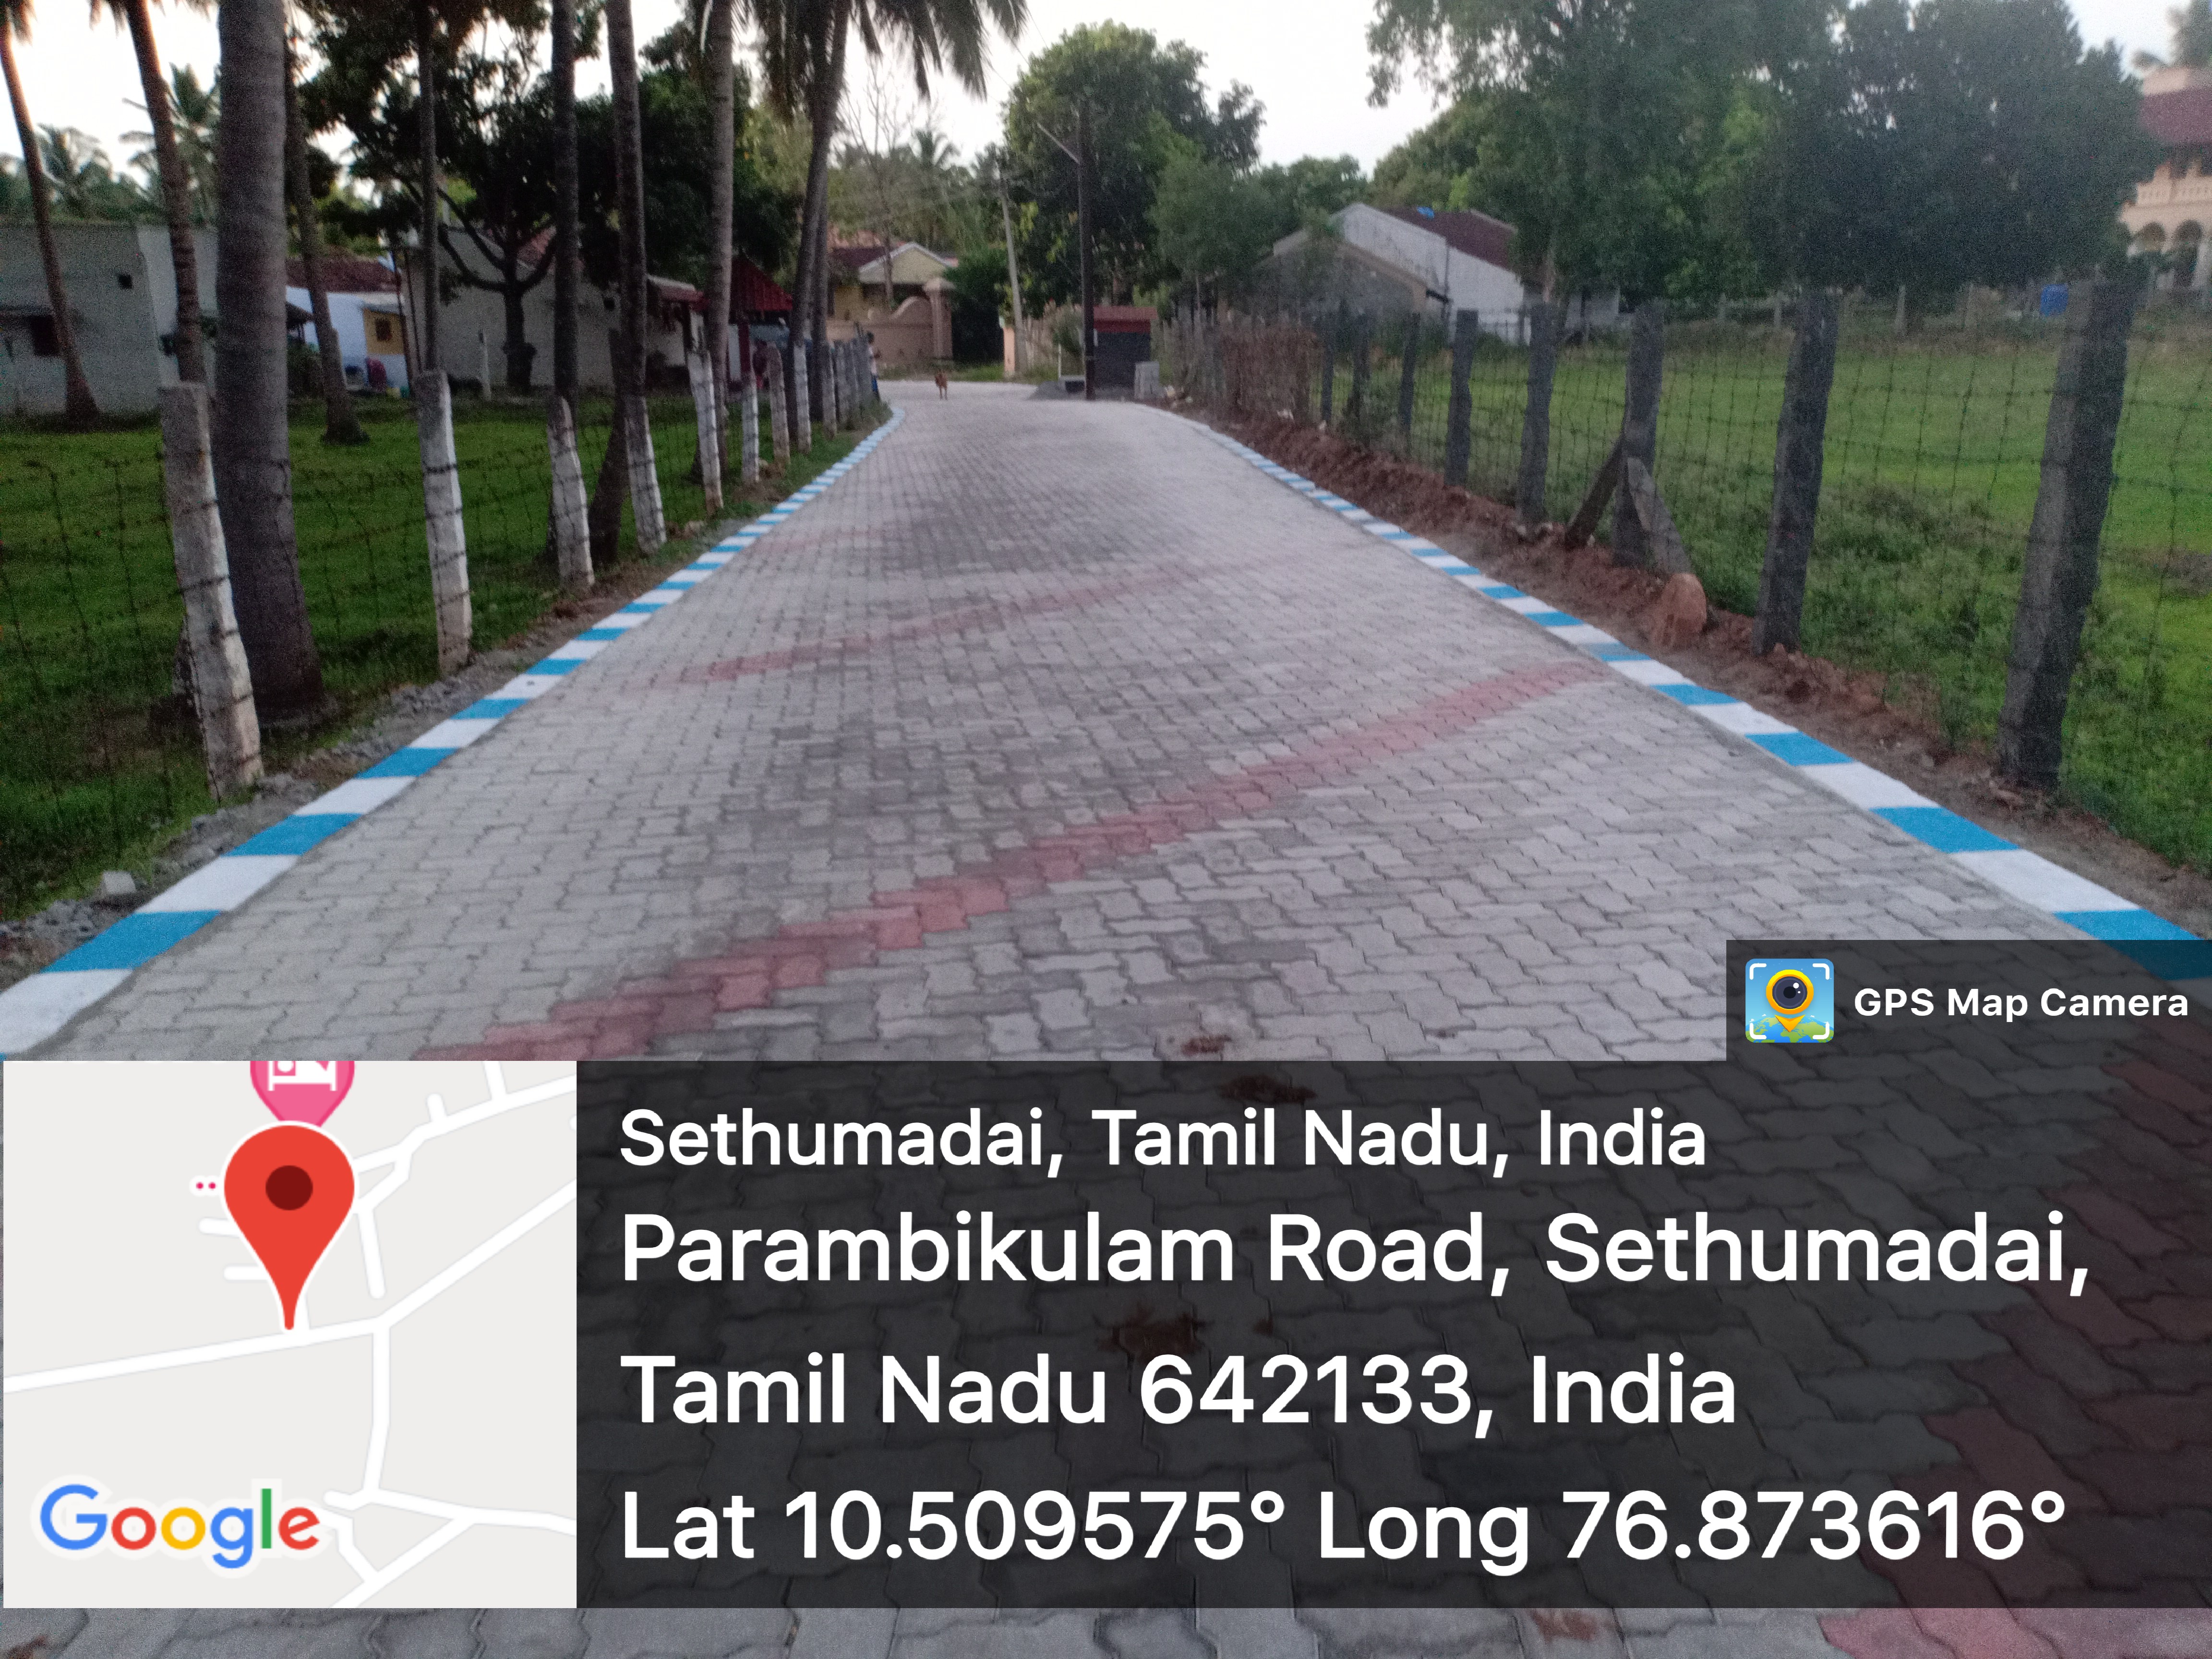 GPS Map Camera
Sethumadai, Tamil Nadu, India
Parambikulam Road, Sethumadai,
Tamil Nadu 642133, India
Lat 10.509575° Long 76.873616°
Google